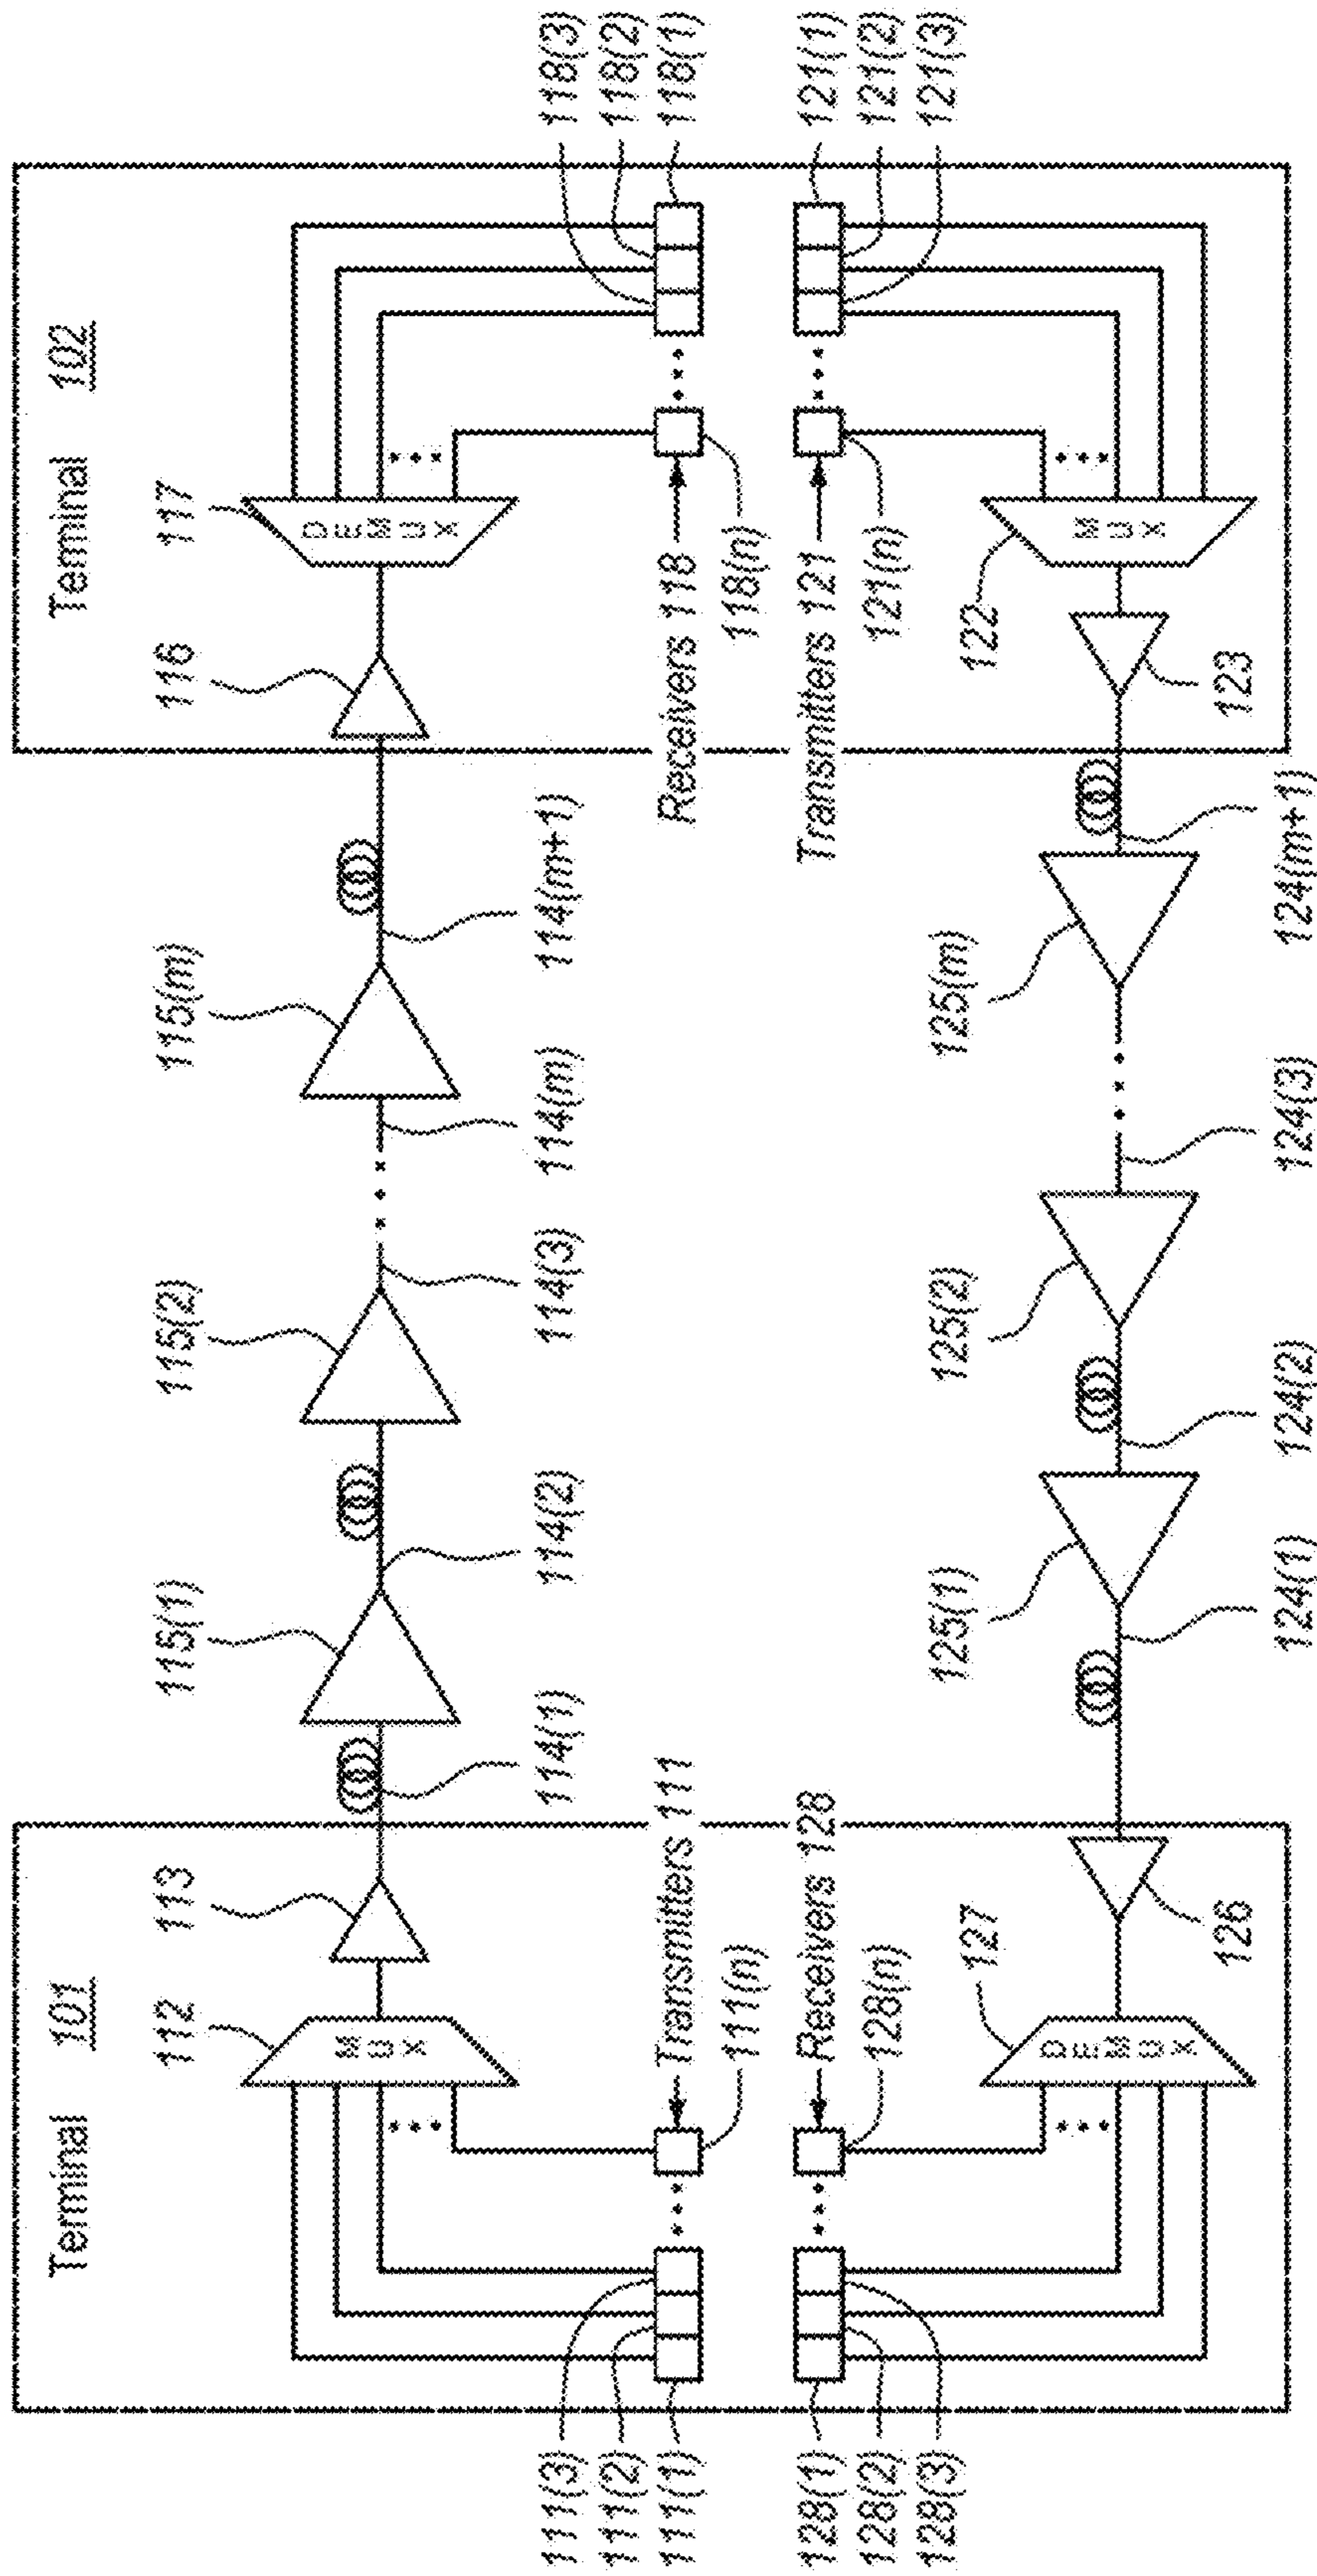 Terminal 101
Terminal 102
112
113
115(1)
115(2)
115(m)
116
117
MUX
DEMUX
114(1)
114(2)
114(3)
114(m)
114(m+1)
111(3)
111(2)
111(1)
Transmitters 111
111(n)
Receivers 118
118(n)
118(3)
118(2)
118(1)
128(1)
128(2)
128(3)
Receivers 128
128(n)
Transmitters 121
121(n)
121(1)
121(2)
121(3)
127
125(1)
125(2)
125(m)
122
DEMUX
MUX
126
124(1)
124(2)
124(3)
124(m+1)
123